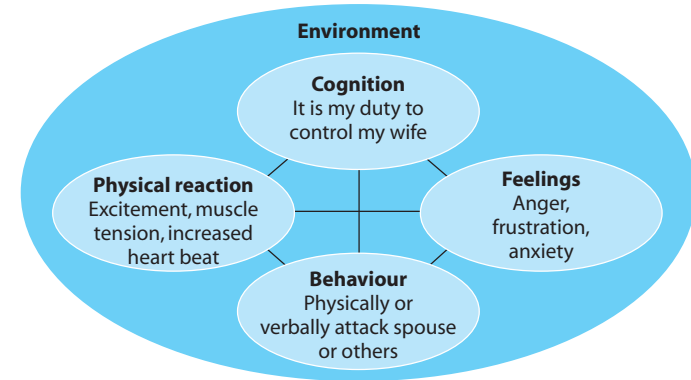 Environment
Cognition
It is my duty to
control my wife
Physical reaction
Excitement, muscle
tension, increased
heart beat
Feelings
Anger,
frustration,
anxiety
Behaviour
Physically or
verbally attack spouse
or others